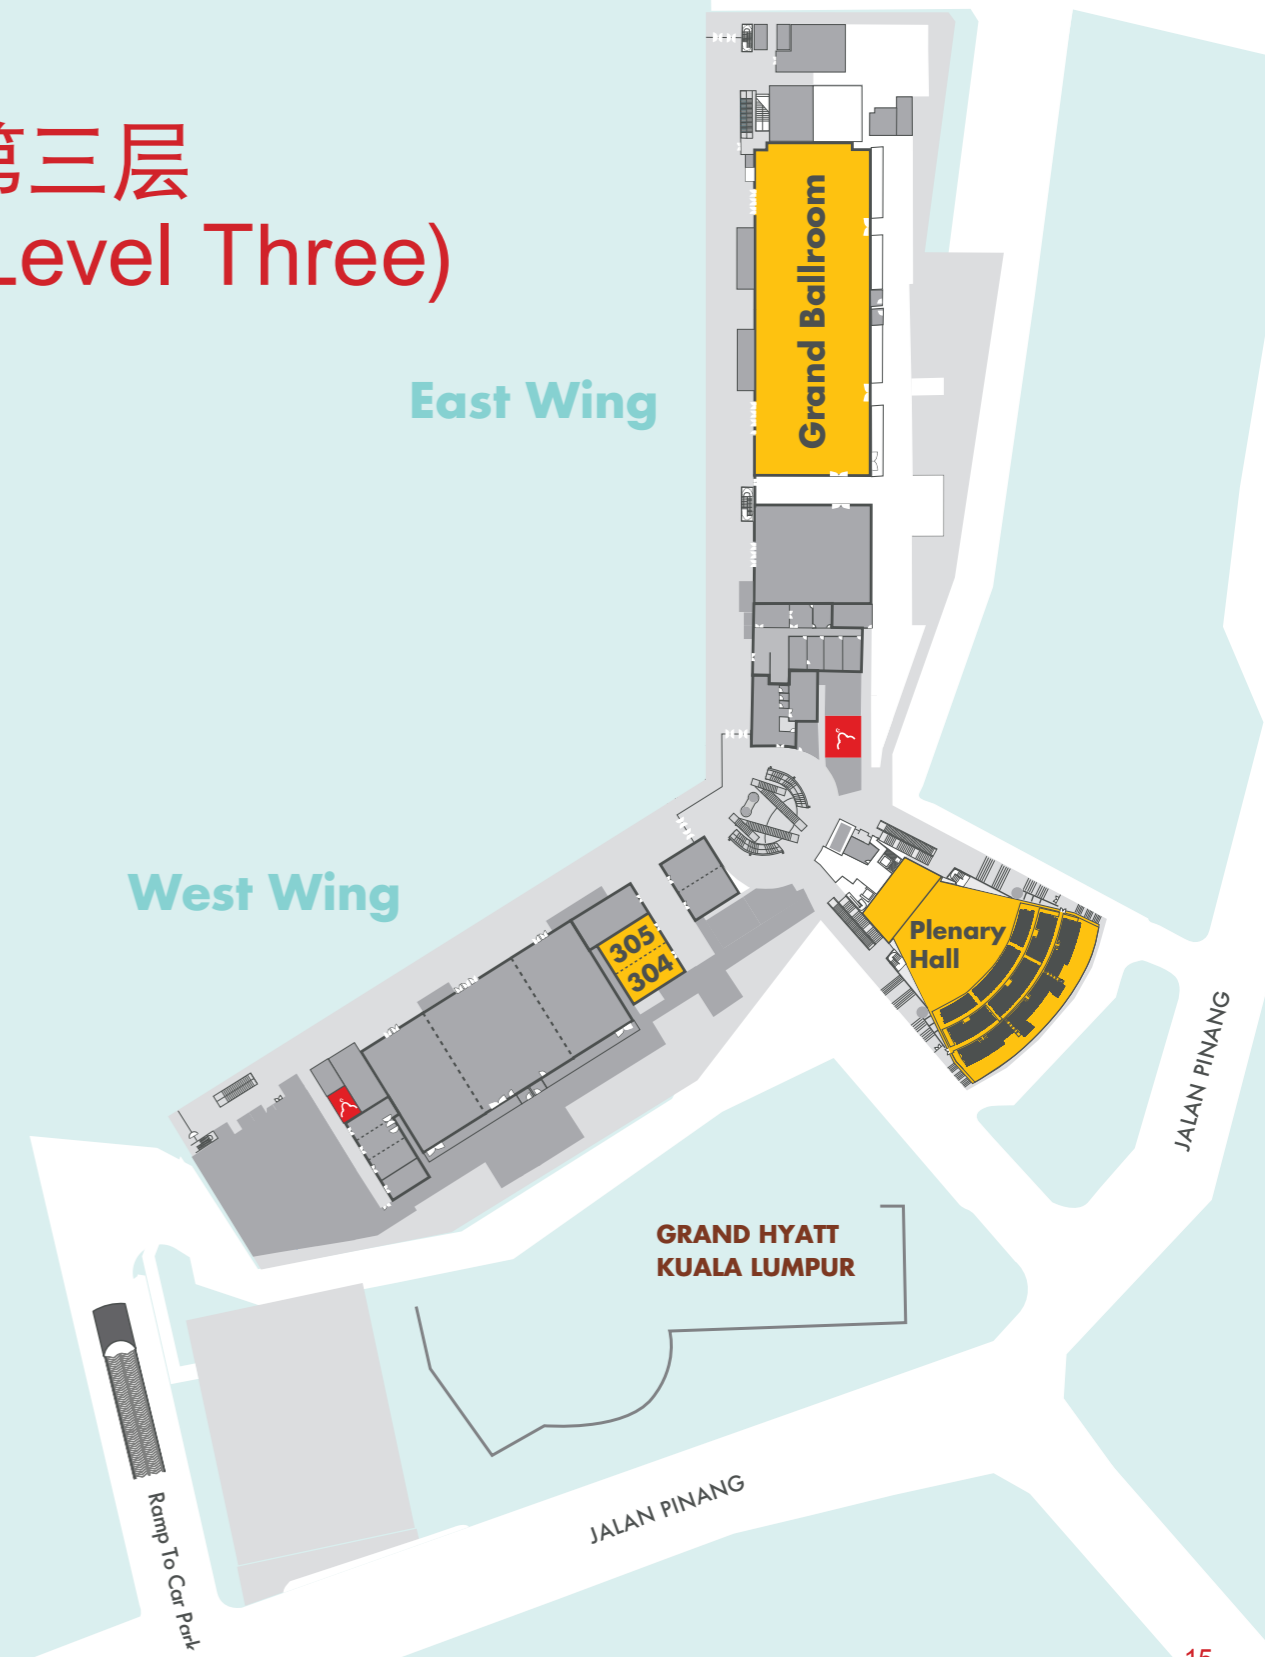 第三层
Level Three)
East Wing
Grand Ballroom
West Wing
305
304
Plenary
Hall
JALAN PINANG
GRAND HYATT
KUALA LUMPUR
JALAN PINANG
Ramp To Car Park
15